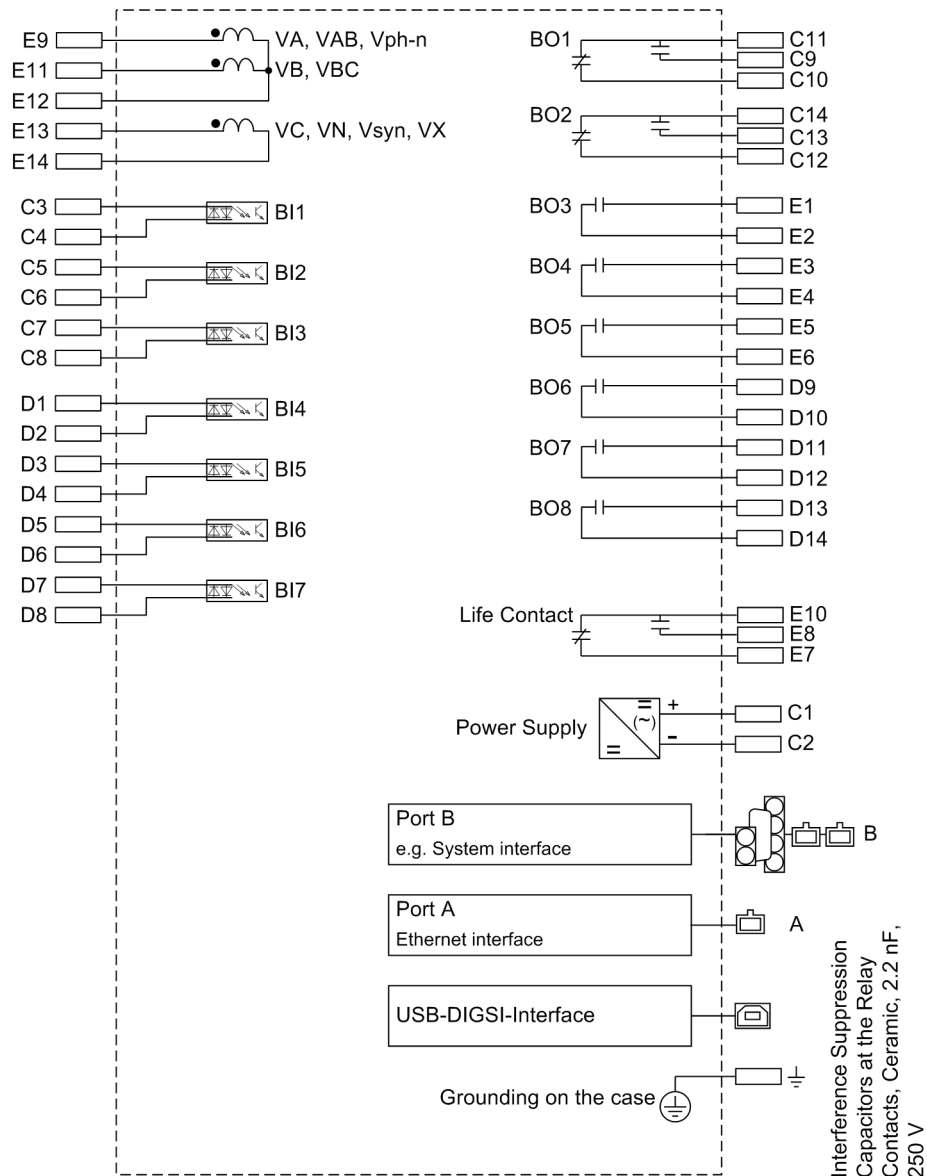 E9
VA, VAB, Vph-n
E11
VB, VBC
E12
E13
VC, VN, Vsyn, VX
E14
C3
BI1
C4
C5
BI2
C6
C7
BI3
C8
D1
BI4
D2
D3
BI5
D4
D5
BI6
D6
D7
BI7
D8
BO1
C11
C9
C10
BO2
C14
C13
C12
BO3
E1
E2
BO4
E3
E4
BO5
E5
E6
BO6
D9
D10
BO7
D11
D12
BO8
D13
D14
Life Contact
E10
E8
E7
Power Supply
=
(~)
=
+
-
C1
C2
Port B
e.g. System interface
B
Port A
Ethernet interface
A
USB-DIGSI-Interface
Grounding on the case
Interference Suppression
Capacitors at the Relay
Contacts, Ceramic, 2.2 nF,
250 V